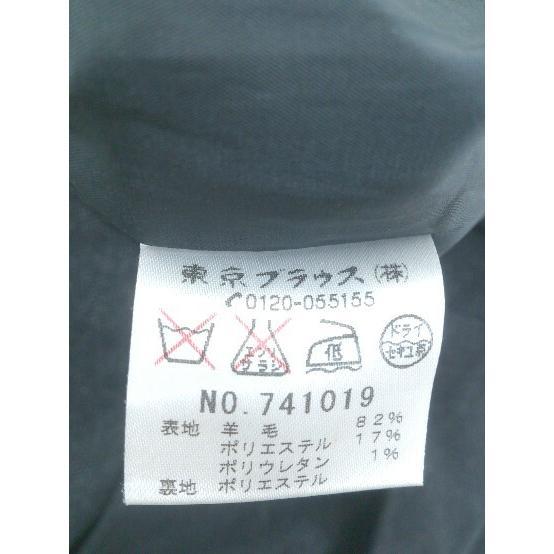 東京ブラウス(株)
0120-055155
エンソ サラシ 低 ドライ セキユ系
NO.741019
表地 羊毛 82%
ポリエステル 17%
ポリウレタン 1%
裏地 ポリエステル